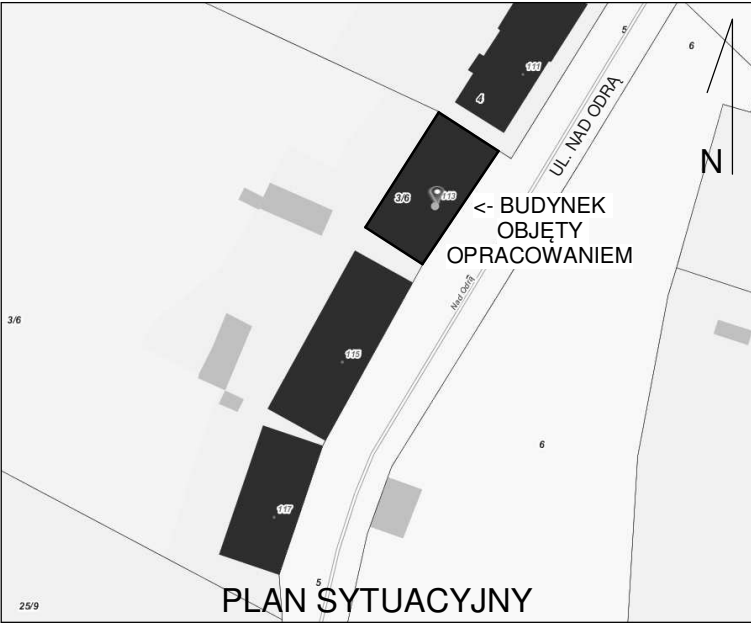 5
6
111
4
UL. NAD ODRĄ
N
3/6
113
<- BUDYNEK
OBJĘTY
OPRACOWANIEM
Nad Odrą
3/6
115
6
117
5
25/9
PLAN SYTUACYJNY